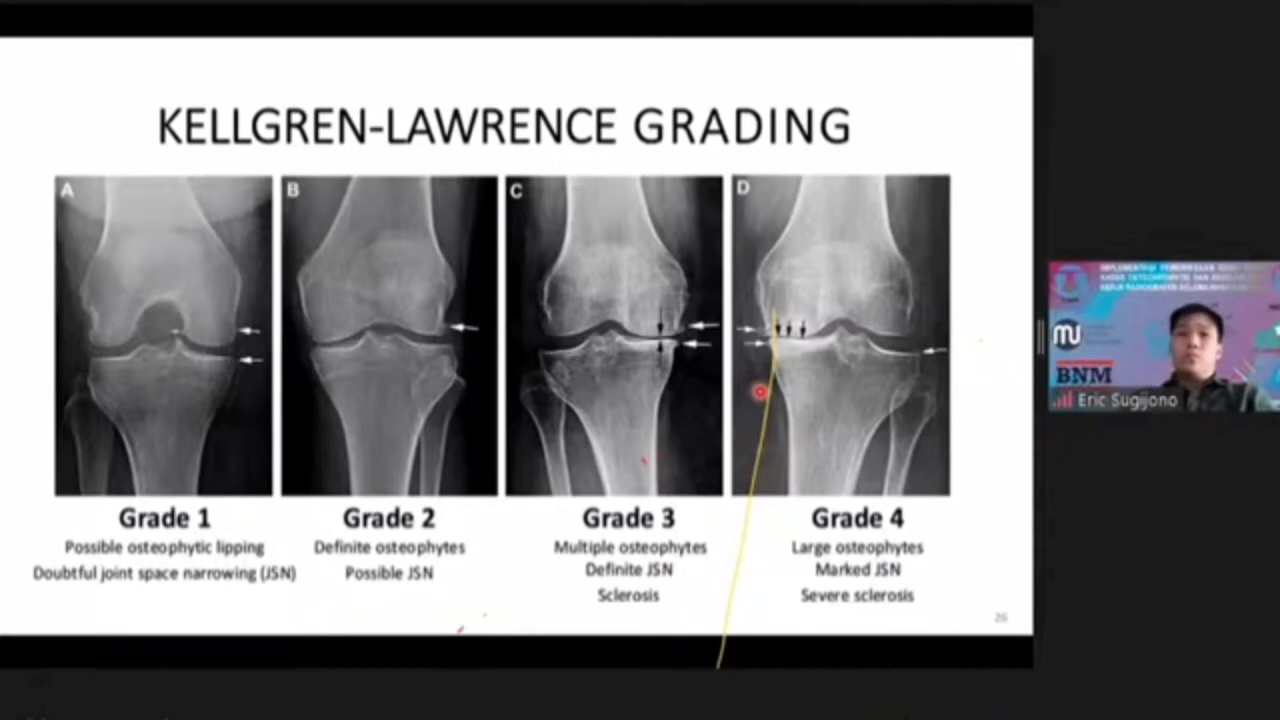 KELLGREN-LAWRENCE GRADING
A
B
C
D
Grade 1
Possible osteophytic lipping
Doubtful joint space narrowing (JSN)
Grade 2
Definite osteophytes
Possible JSN
Grade 3
Multiple osteophytes
Definite JSN
Sclerosis
Grade 4
Large osteophytes
Marked JSN
Severe sclerosis
26
BNM
Eric Sugijono